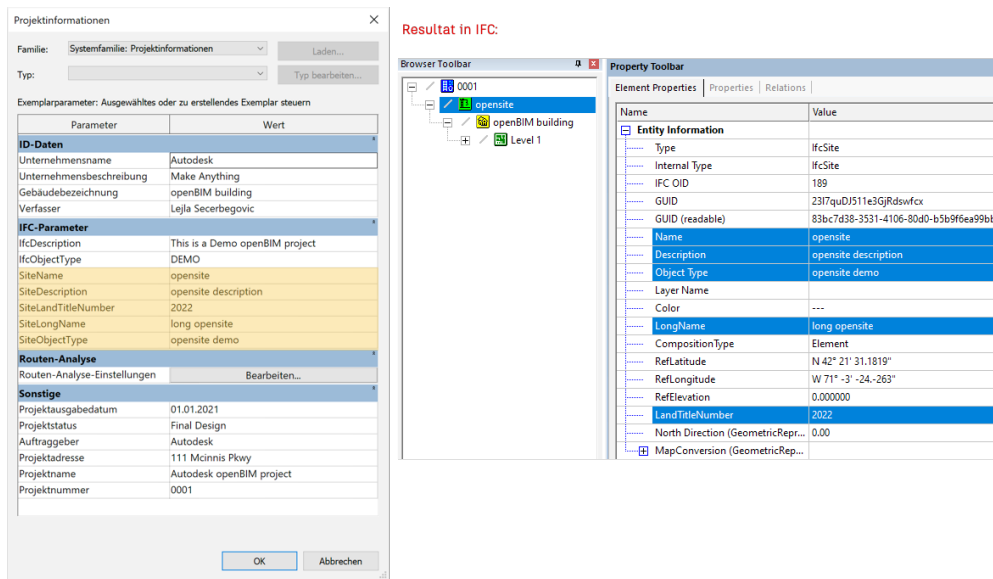 Projektinformationen
Familie: Systemfamilie: Projektinformationen Laden...
Typ: Typ bearbeiten...
Exemplarparameter: Ausgewähltes oder zu erstellendes Exemplar steuern
Parameter Wert
ID-Daten
Unternehmensname Autodesk
Unternehmensbeschreibung Make Anything
Gebäudebezeichnung openBIM building
Verfasser Lejla Secerbegovic
IFC-Parameter
IfcDescription This is a Demo openBIM project
IfcObjectType DEMO
SiteName opensite
SiteDescription opensite description
SiteLandTitleNumber 2022
SiteLongName long opensite
SiteObjectType opensite demo
Routen-Analyse
Routen-Analyse-Einstellungen Bearbeiten...
Sonstige
Projektausgabedatum 01.01.2021
Projektstatus Final Design
Auftraggeber Autodesk
Projektadresse 111 Mcinnis Pkwy
Projektname Autodesk openBIM project
Projektnummer 0001
OK Abbrechen
Resultat in IFC:
Browser Toolbar
0001
opensite
openBIM building
Level 1
Property Toolbar
Element Properties Properties Relations
Name Value
Entity Information
Type IfcSite
Internal Type IfcSite
IFC OID 189
GUID 23I7quDJ511e3GjRdswfcx
GUID (readable) 83bc7d38-3531-4106-80d0-b5b9f6ea99bb
Name opensite
Description opensite description
Object Type opensite demo
Layer Name
Color ---
LongName long opensite
CompositionType Element
RefLatitude N 42° 21' 31.1819"
RefLongitude W 71° -3' -24.-263"
RefElevation 0.000000
LandTitleNumber 2022
North Direction (GeometricRepr... 0.00
MapConversion (GeometricRep...